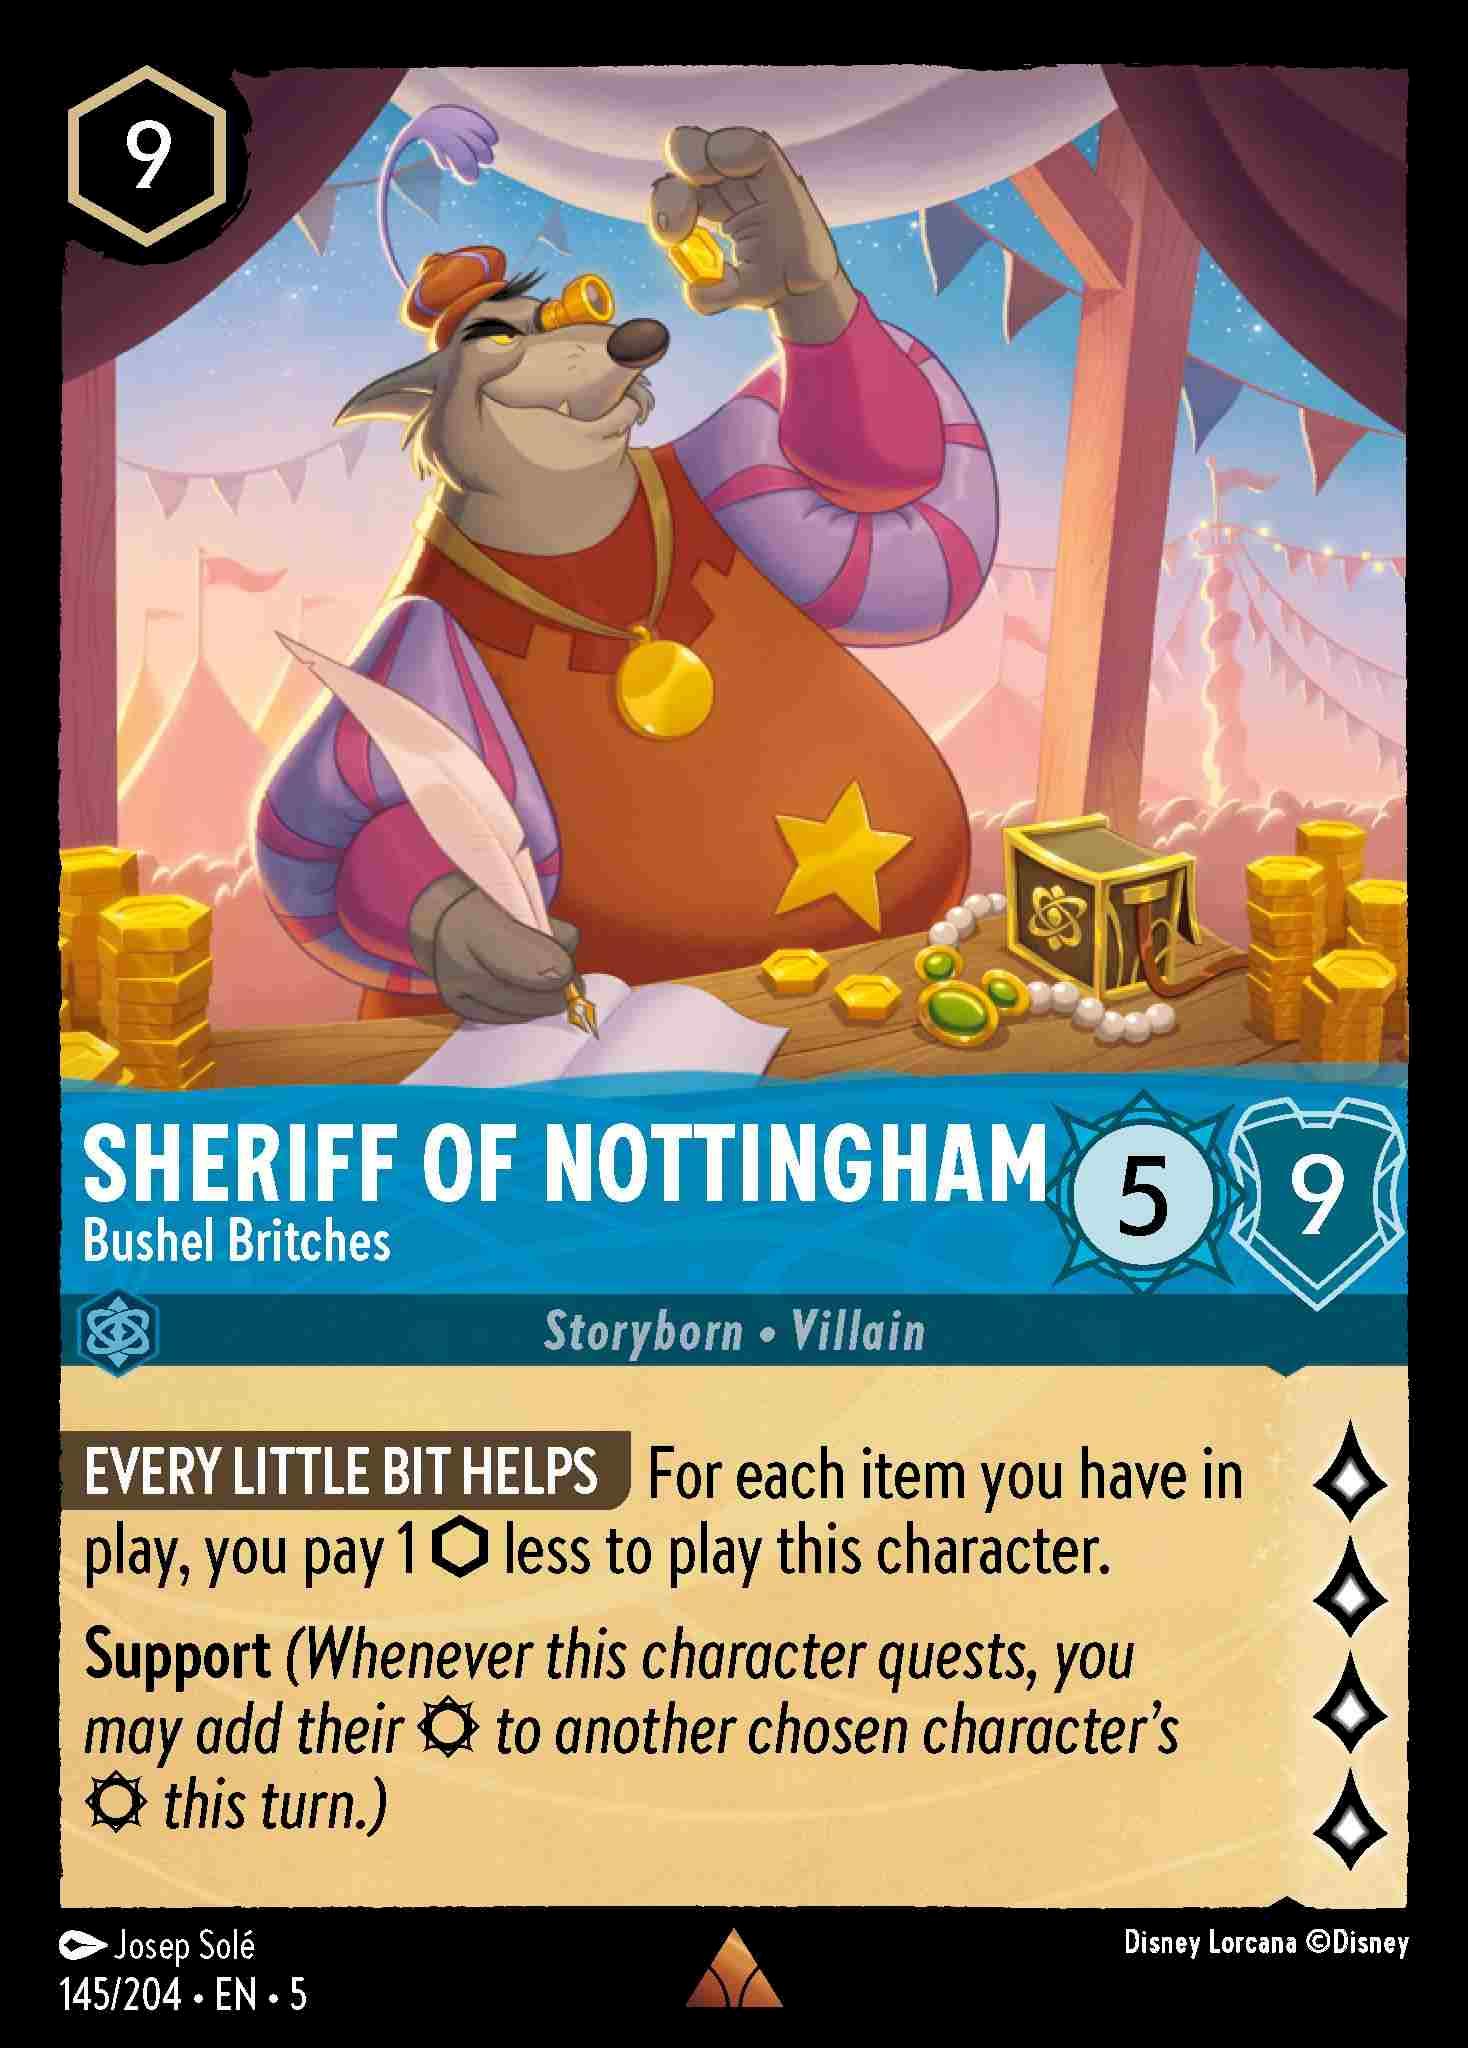 9
SHERIFF OF NOTTINGHAM
Bushel Britches
5
9
Storyborn • Villain
EVERY LITTLE BIT HELPS For each item you have in
play, you pay 1 ⬡ less to play this character.
Support (Whenever this character quests, you
may add their ¤ to another chosen character’s
¤ this turn.)
Josep Solé
Disney Lorcana ©Disney
145/204 • EN • 5